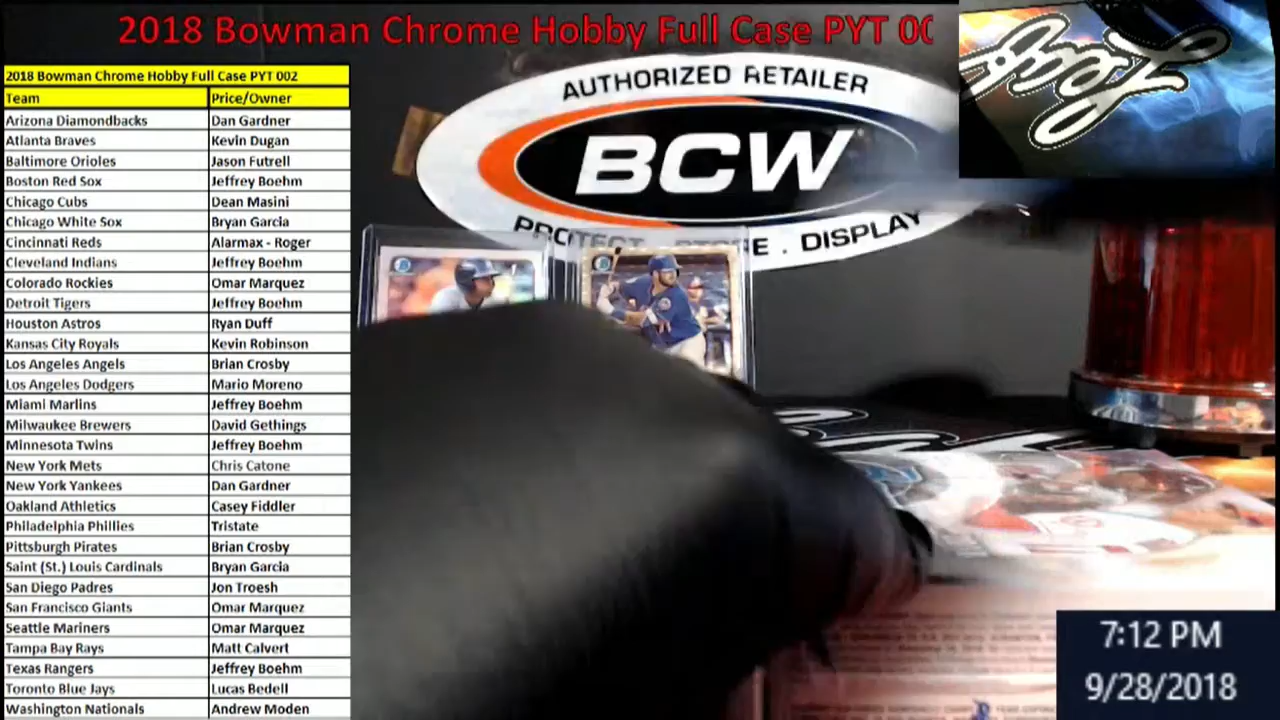 2018 Bowman Chrome Hobby Full Case PYT 00
2018 Bowman Chrome Hobby Full Case PYT 002
Team Price/Owner
Arizona Diamondbacks Dan Gardner
Atlanta Braves Kevin Dugan
Baltimore Orioles Jason Futrell
Boston Red Sox Jeffrey Boehm
Chicago Cubs Dean Masini
Chicago White Sox Bryan Garcia
Cincinnati Reds Alarmax - Roger
Cleveland Indians Jeffrey Boehm
Colorado Rockies Omar Marquez
Detroit Tigers Jeffrey Boehm
Houston Astros Ryan Duff
Kansas City Royals Kevin Robinson
Los Angeles Angels Brian Crosby
Los Angeles Dodgers Mario Moreno
Miami Marlins Jeffrey Boehm
Milwaukee Brewers David Gethings
Minnesota Twins Jeffrey Boehm
New York Mets Chris Catone
New York Yankees Dan Gardner
Oakland Athletics Casey Fiddler
Philadelphia Phillies Tristate
Pittsburgh Pirates Brian Crosby
Saint (St.) Louis Cardinals Bryan Garcia
San Diego Padres Jon Troesh
San Francisco Giants Omar Marquez
Seattle Mariners Omar Marquez
Tampa Bay Rays Matt Calvert
Texas Rangers Jeffrey Boehm
Toronto Blue Jays Lucas Bedell
Washington Nationals Andrew Moden
AUTHORIZED RETAILER
BCW
PROTECT . DISPLAY
Leaf
7:12 PM
9/28/2018